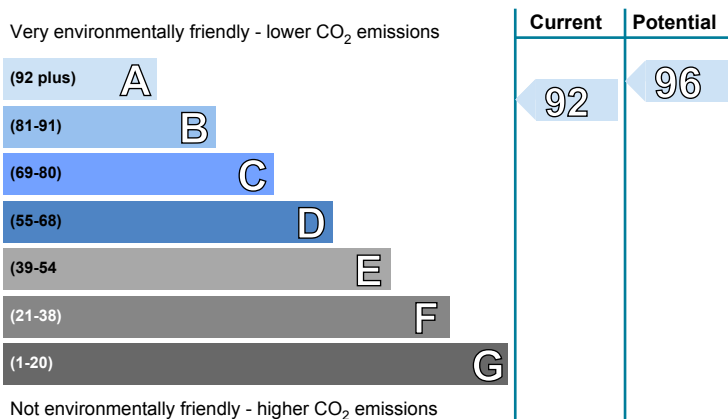 Very environmentally friendly - lower CO₂ emissions
Current
Potential
(92 plus) A
(81-91) B
(69-80) C
(55-68) D
(39-54 E
(21-38) F
(1-20) G
92
96
Not environmentally friendly - higher CO₂ emissions